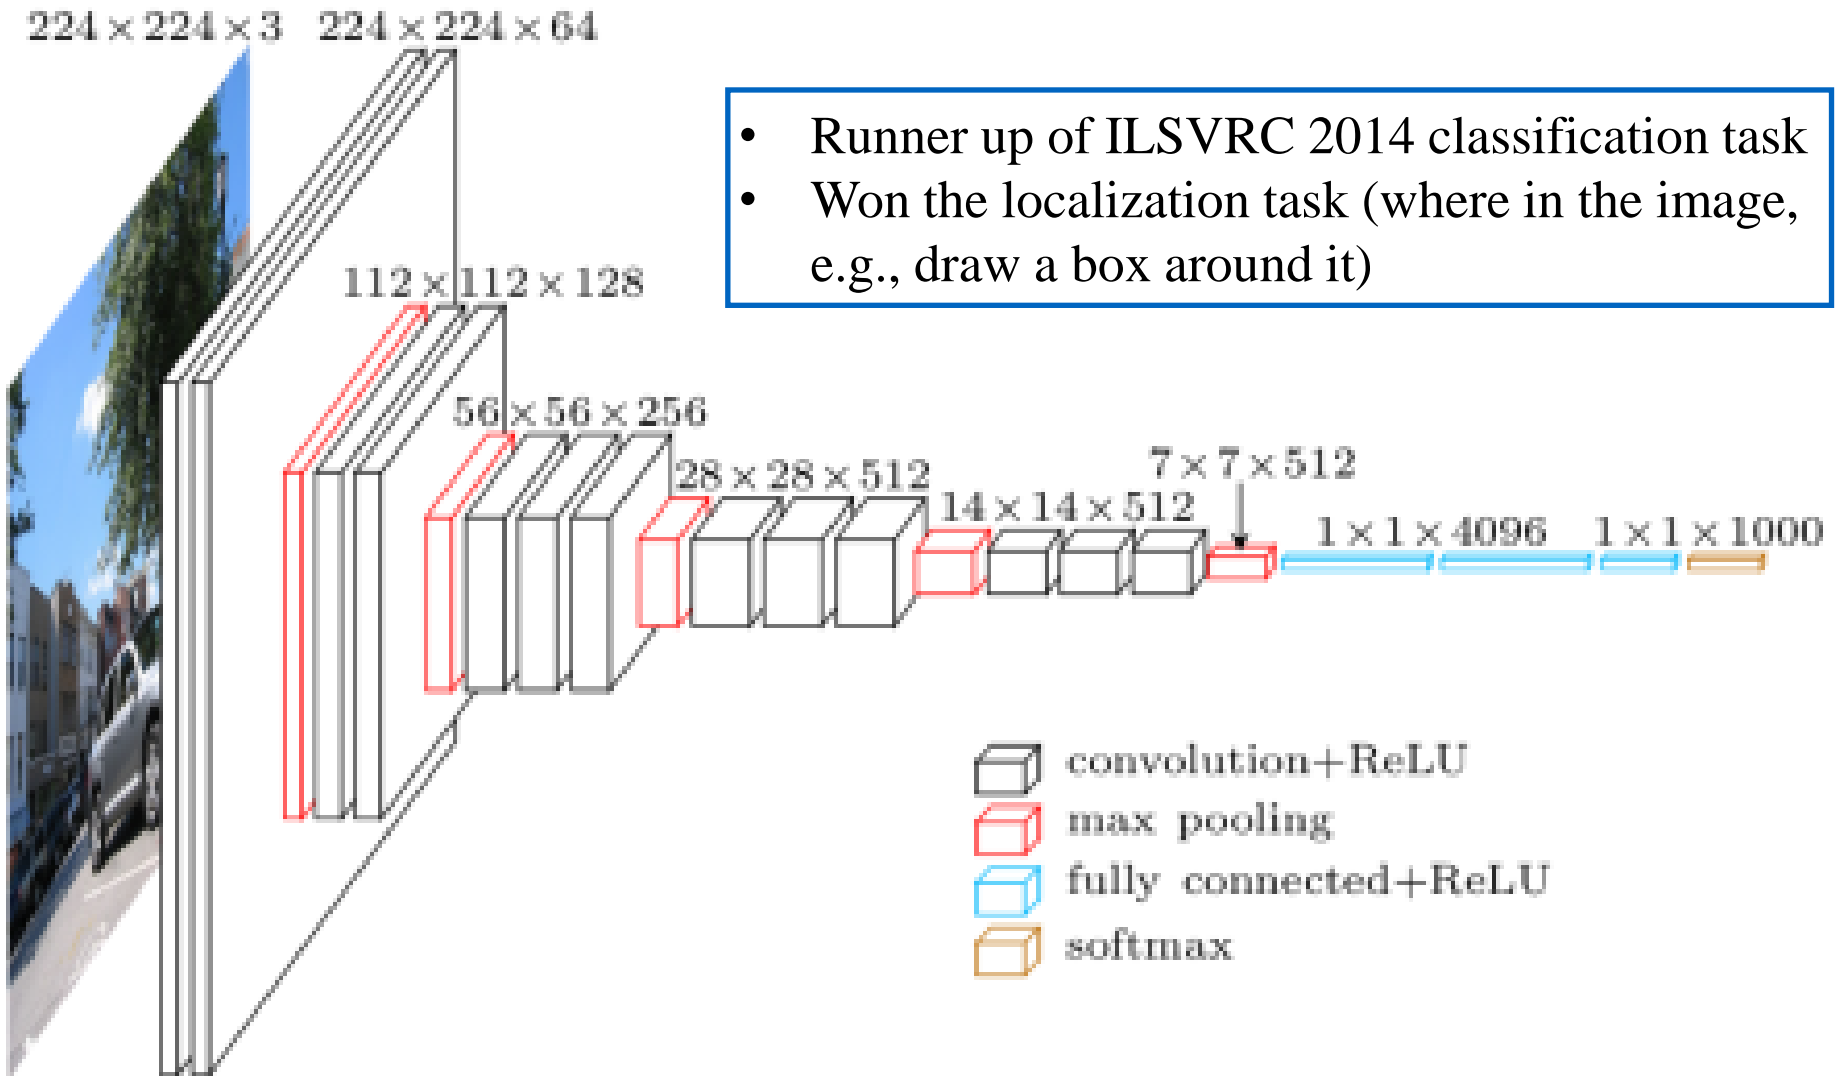 224 × 224 × 3
224 × 224 × 64
• Runner up of ILSVRC 2014 classification task
• Won the localization task (where in the image,
e.g., draw a box around it)
112 × 112 × 128
56 × 56 × 256
28 × 28 × 512
7 × 7 × 512
14 × 14 × 512
1 × 1 × 4096
1 × 1 × 1000
convolution+ReLU
max pooling
fully connected+ReLU
softmax